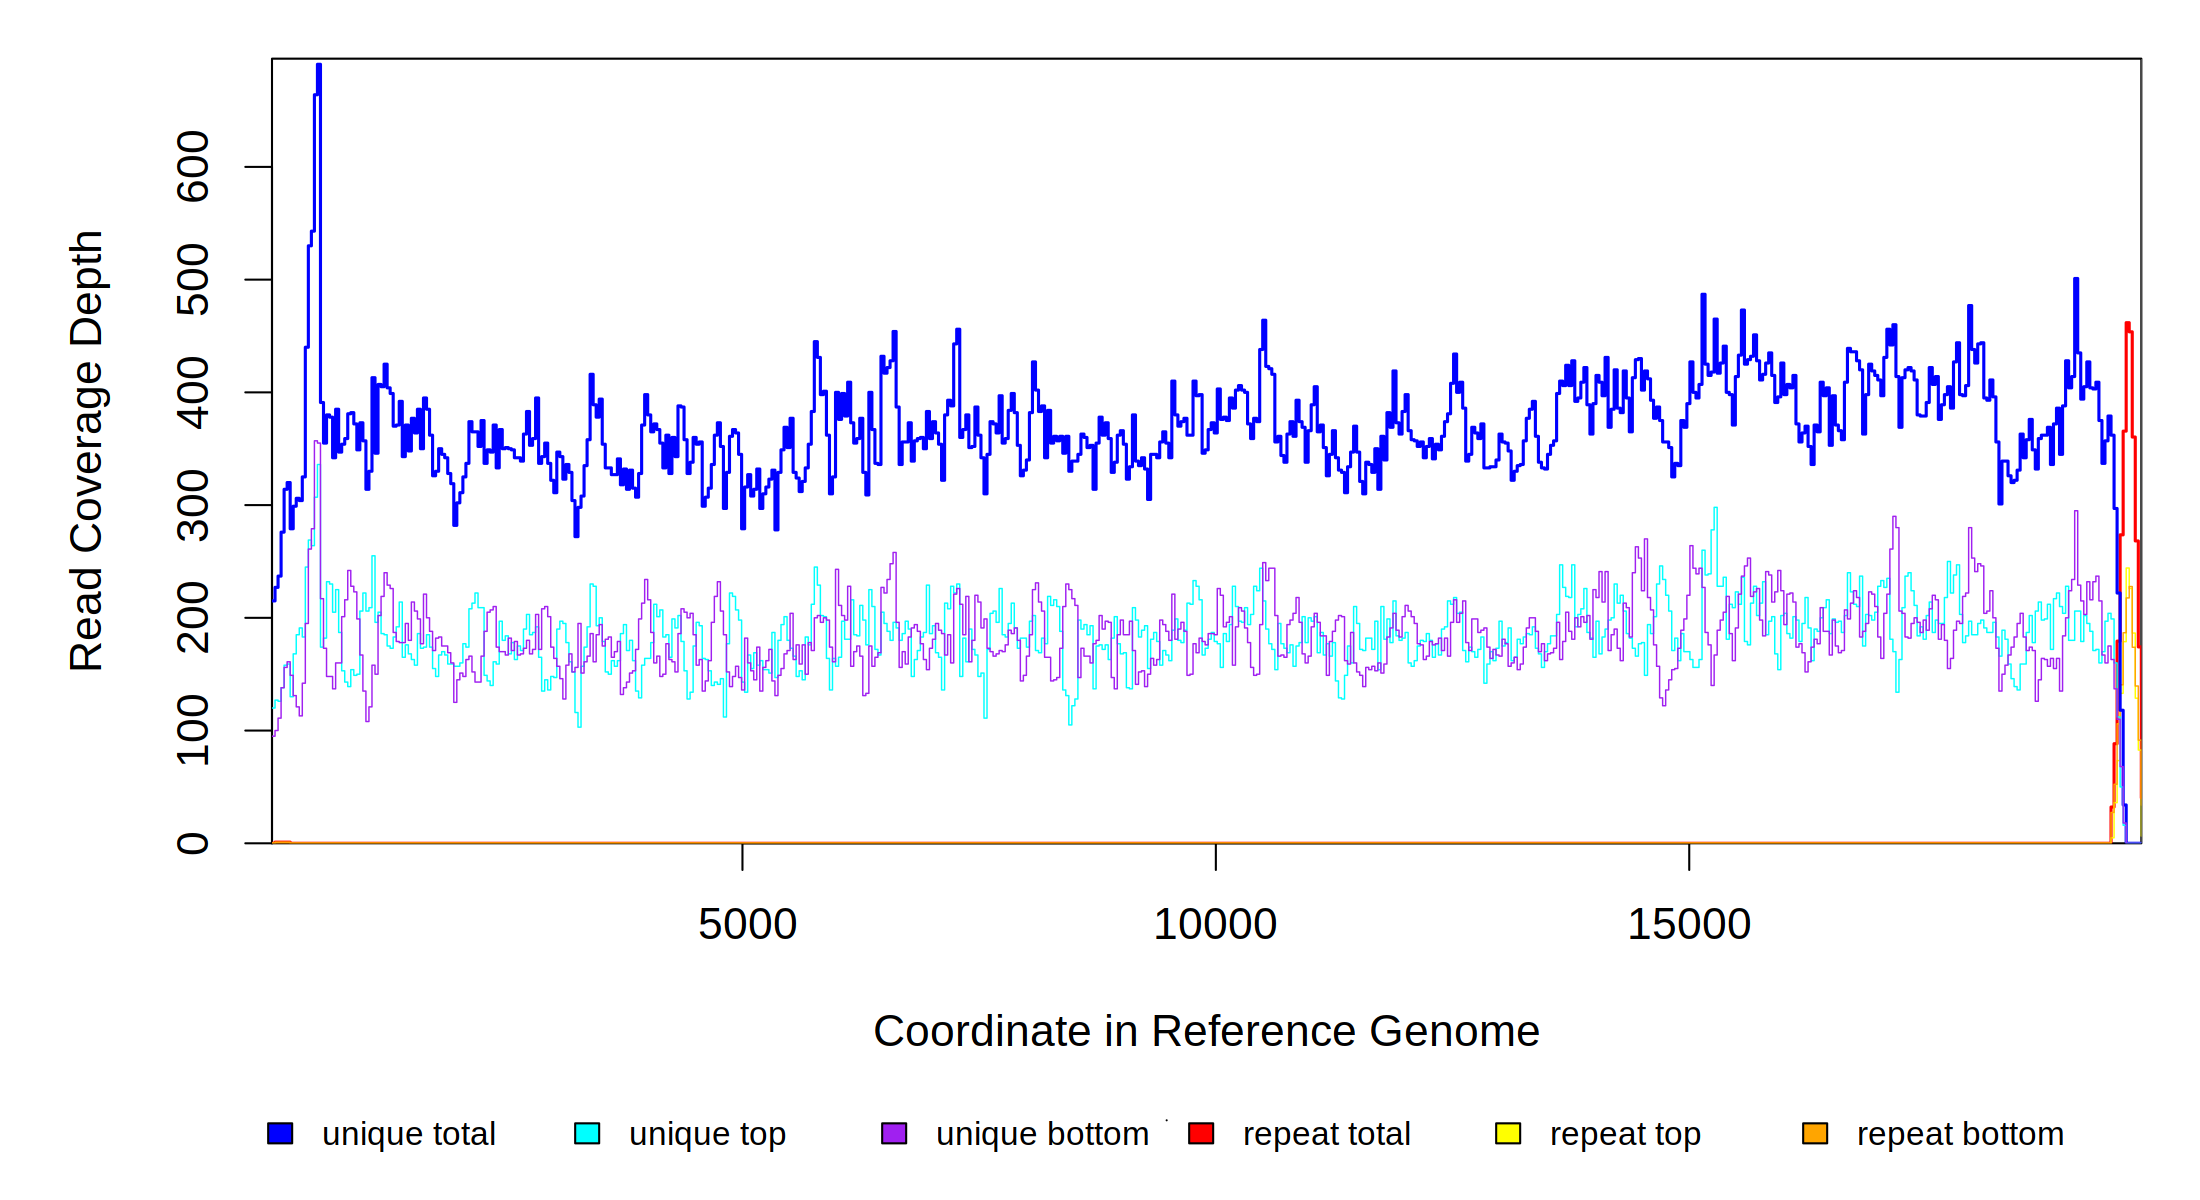 Read Coverage Depth
600
500
400
300
200
100
0
5000 10000 15000
Coordinate in Reference Genome
unique total unique top unique bottom repeat total repeat top repeat bottom